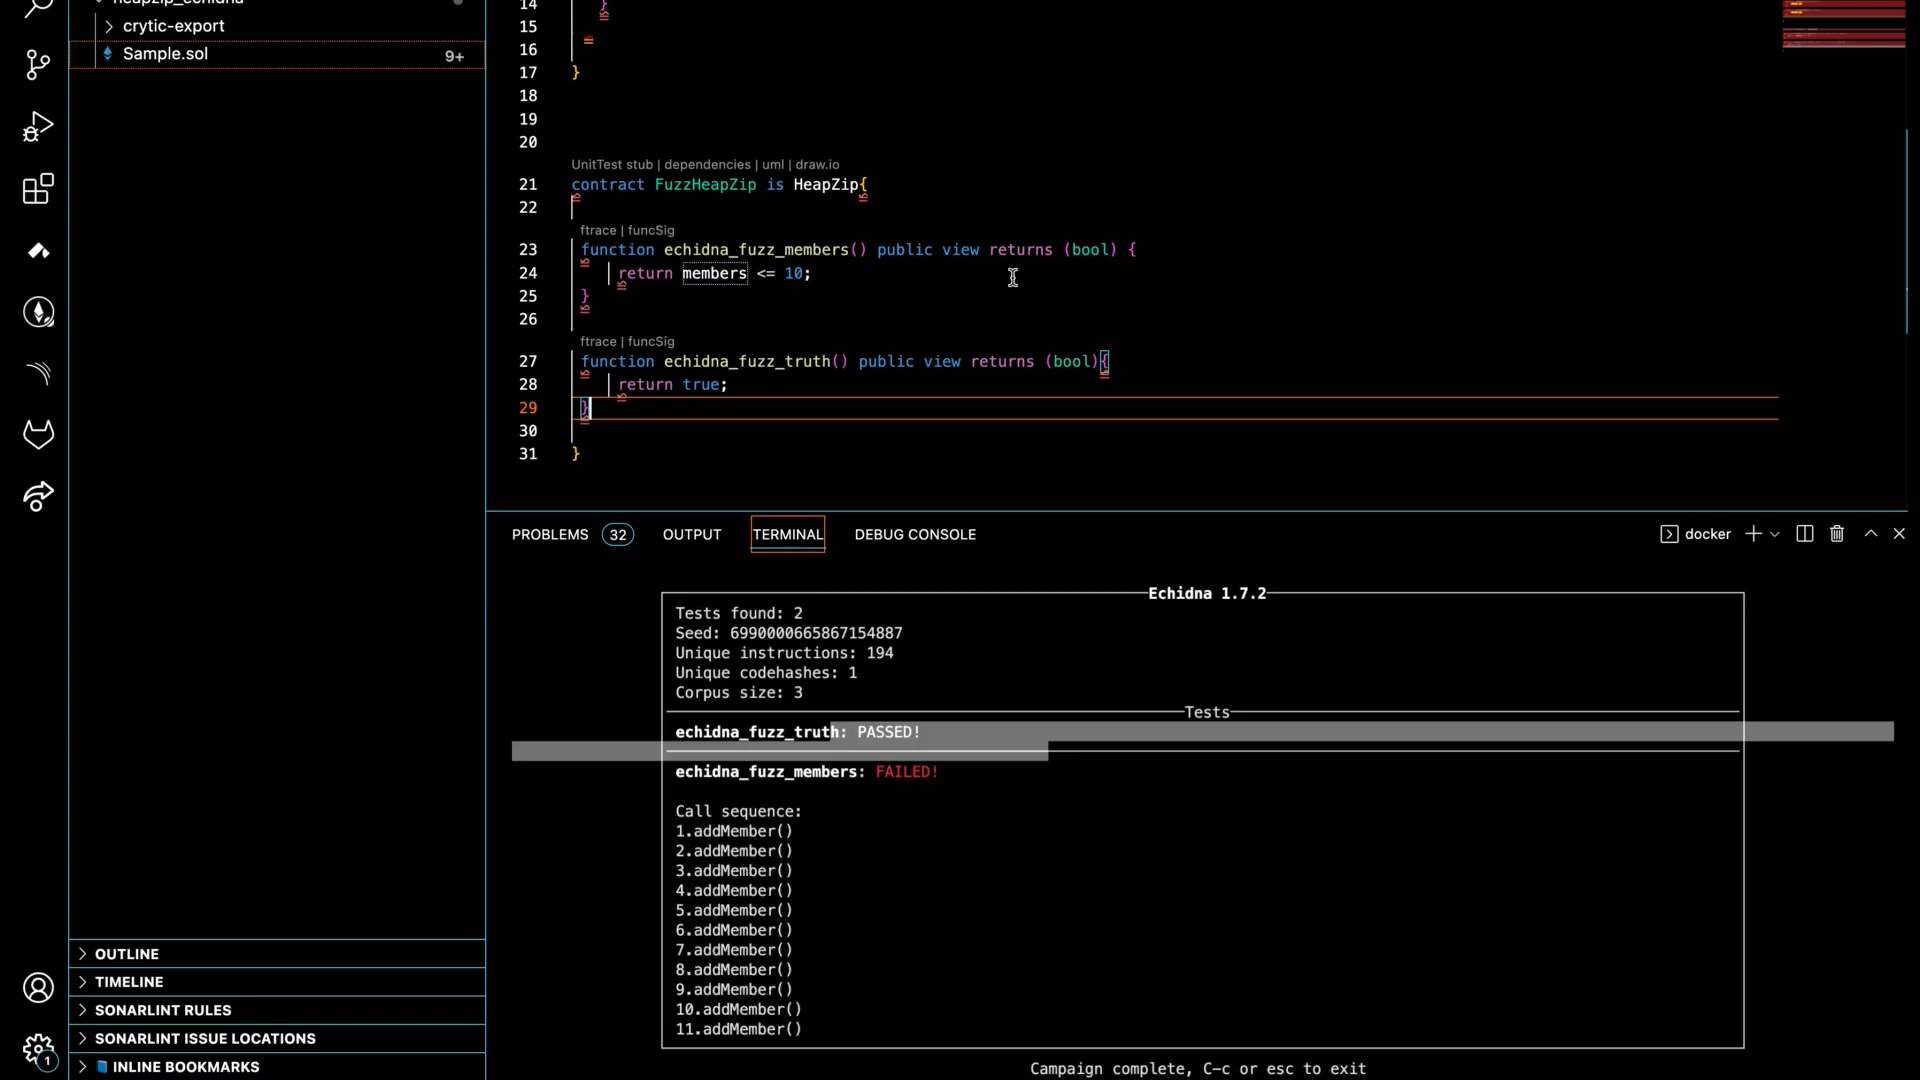 heapzip_echidna
crytic-export
Sample.sol 9+
14 }
15
16
17 }
18
19
20
UnitTest stub | dependencies | uml | draw.io
21 contract FuzzHeapZip is HeapZip{
22
ftrace | funcSig
23 function echidna_fuzz_members() public view returns (bool) {
24 return members <= 10;
25 }
26
ftrace | funcSig
27 function echidna_fuzz_truth() public view returns (bool){
28 return true;
29 }
30
31 }
PROBLEMS 32 OUTPUT TERMINAL DEBUG CONSOLE docker
Echidna 1.7.2
Tests found: 2
Seed: 6990000665867154887
Unique instructions: 194
Unique codehashes: 1
Corpus size: 3
Tests
echidna_fuzz_truth: PASSED!
echidna_fuzz_members: FAILED!
Call sequence:
1.addMember()
2.addMember()
3.addMember()
4.addMember()
5.addMember()
6.addMember()
7.addMember()
8.addMember()
9.addMember()
10.addMember()
11.addMember()
Campaign complete, C-c or esc to exit
OUTLINE
TIMELINE
SONARLINT RULES
SONARLINT ISSUE LOCATIONS
INLINE BOOKMARKS
1